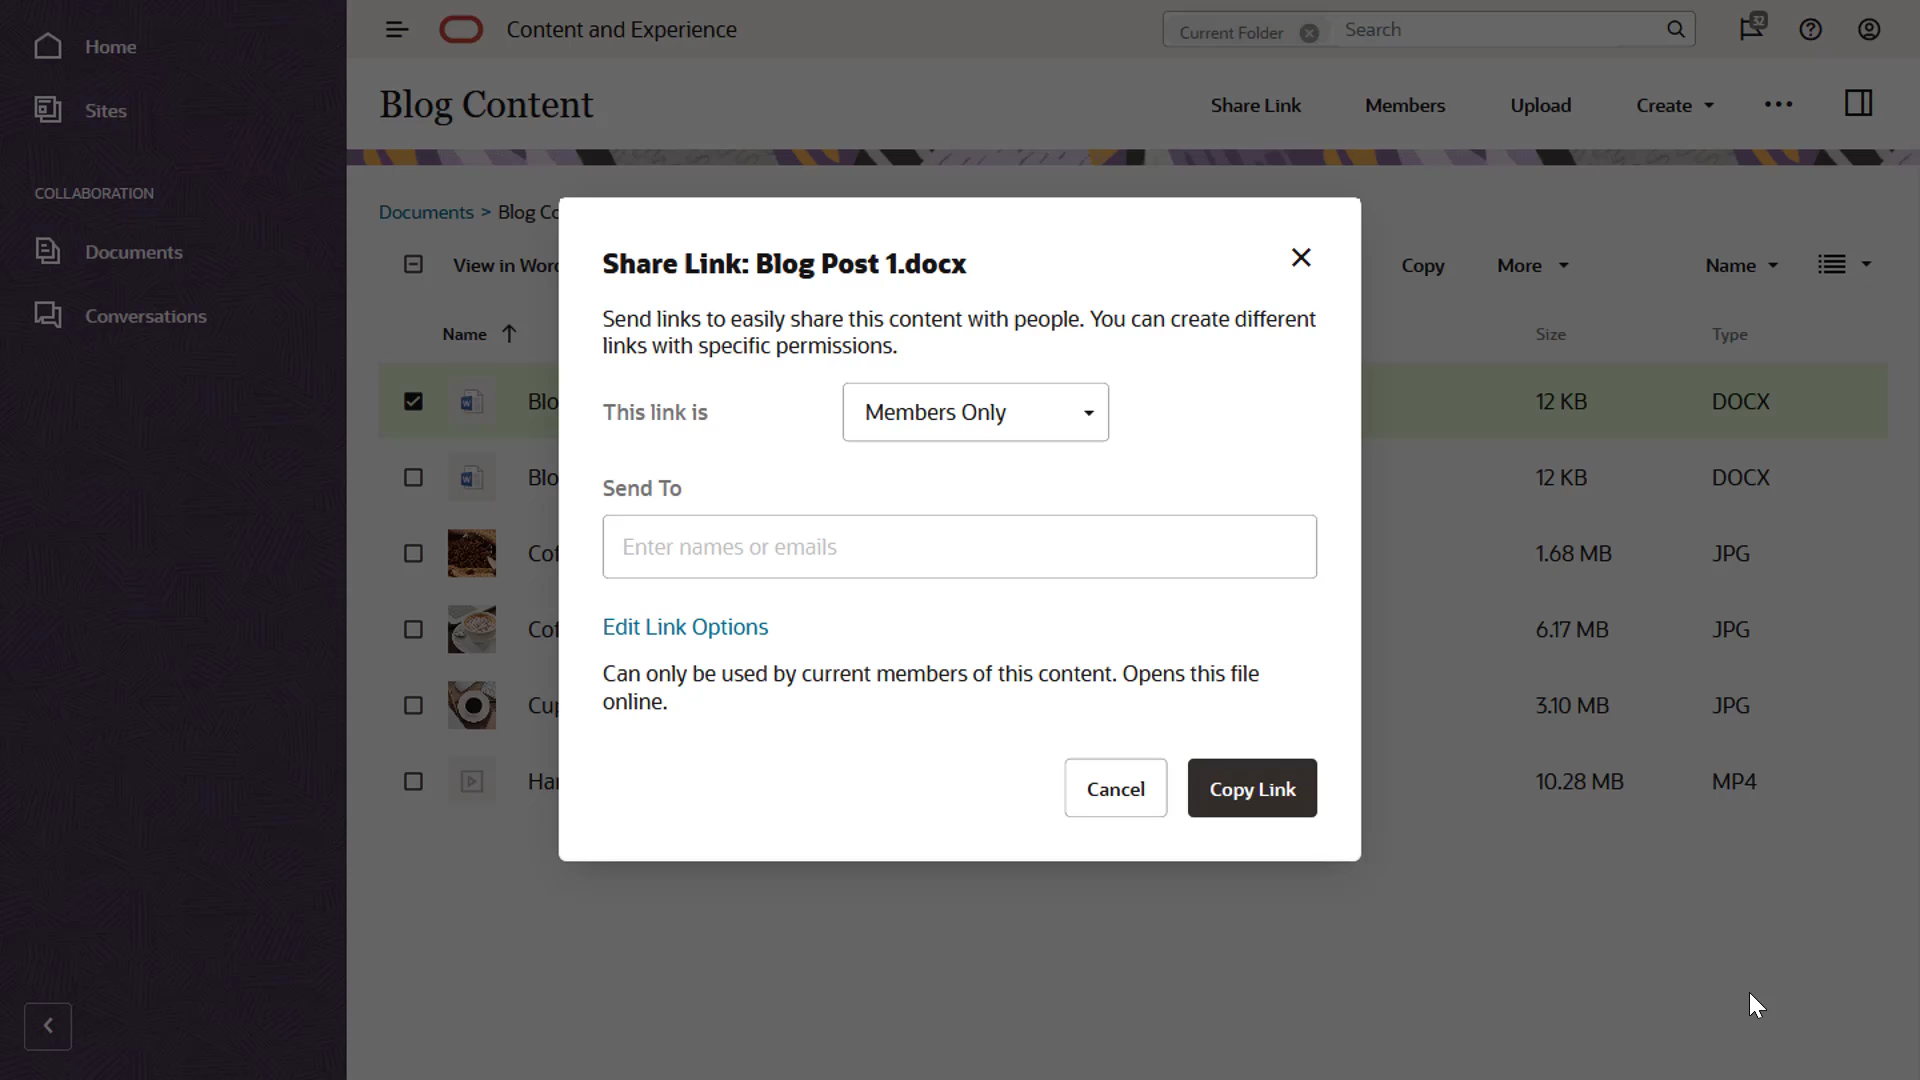 Home
Sites
COLLABORATION
Documents
Conversations
Content and Experience
Current Folder
Search
32
Blog Content
Share Link
Members
Upload
Create
Documents > Blog Co
View in Word
Copy
More
Name
Name
Size
Type
Blo
12 KB
DOCX
Blo
12 KB
DOCX
Cof
1.68 MB
JPG
Cof
6.17 MB
JPG
Cup
3.10 MB
JPG
Har
10.28 MB
MP4
Share Link: Blog Post 1.docx
Send links to easily share this content with people. You can create different
links with specific permissions.
This link is
Members Only
Send To
Enter names or emails
Edit Link Options
Can only be used by current members of this content. Opens this file
online.
Cancel
Copy Link